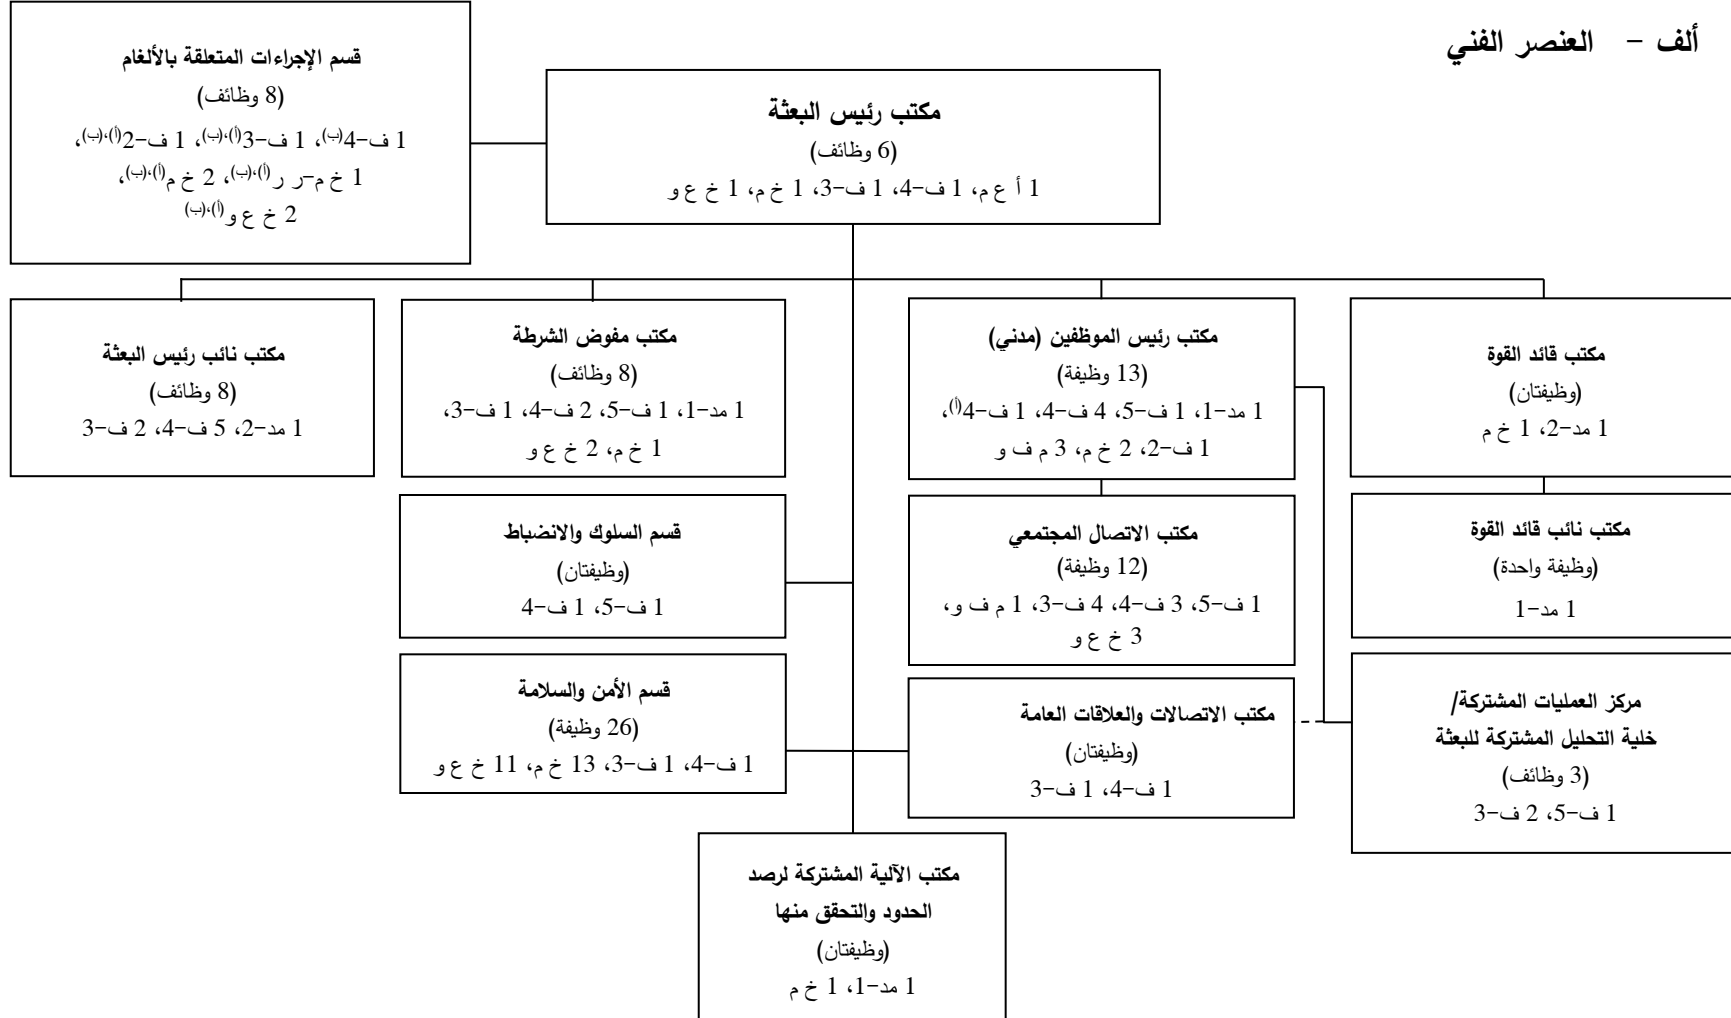 ألف - العنصر الفني
قسم الإجراءات المتعلقة بالألغام
(8 وظائف)
1 ف-4(ب)، 1 ف-3(أ)،(ب)، 1 ف-2(أ)،(ب)،
1 خ م-ر ر(أ)،(ب)، 2 خ م(أ)،(ب)،
2 خ ع و(أ)،(ب)
مكتب رئيس البعثة
(6 وظائف)
1 أ ع م، 1 ف-4، 1 ف-3، 1 خ م، 1 خ ع و
مكتب قائد القوة
(وظيفتان)
1 مد-2، 1 خ م
مكتب رئيس الموظفين (مدني)
(13 وظيفة)
1 مد-1، 1 ف-5، 4 ف-4، 1 ف-4(أ)،
1 ف-2، 2 خ م، 3 م ف و
مكتب مفوض الشرطة
(8 وظائف)
1 مد-1، 1 ف-5، 2 ف-4، 1 ف-3،
1 خ م، 2 خ ع و
مكتب نائب رئيس البعثة
(8 وظائف)
1 مد-2، 5 ف-4، 2 ف-3
مكتب نائب قائد القوة
(وظيفة واحدة)
1 مد-1
مكتب الاتصال المجتمعي
(12 وظيفة)
1 ف-5، 3 ف-4، 4 ف-3، 1 م ف و،
3 خ ع و
قسم السلوك والانضباط
(وظيفتان)
1 ف-5، 1 ف-4
مركز العمليات المشتركة/
خلية التحليل المشتركة للبعثة
(3 وظائف)
1 ف-5، 2 ف-3
مكتب الاتصالات والعلاقات العامة
(وظيفتان)
1 ف-4، 1 ف-3
قسم الأمن والسلامة
(26 وظيفة)
1 ف-4، 1 ف-3، 13 خ م، 11 خ ع و
مكتب الآلية المشتركة لرصد
الحدود والتحقق منها
(وظيفتان)
1 مد-1، 1 خ م